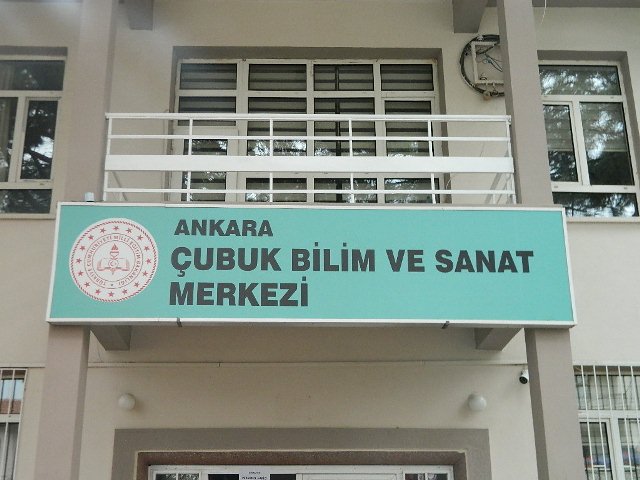 ANKARA
ÇUBUK BİLİM VE SANAT
MERKEZİ